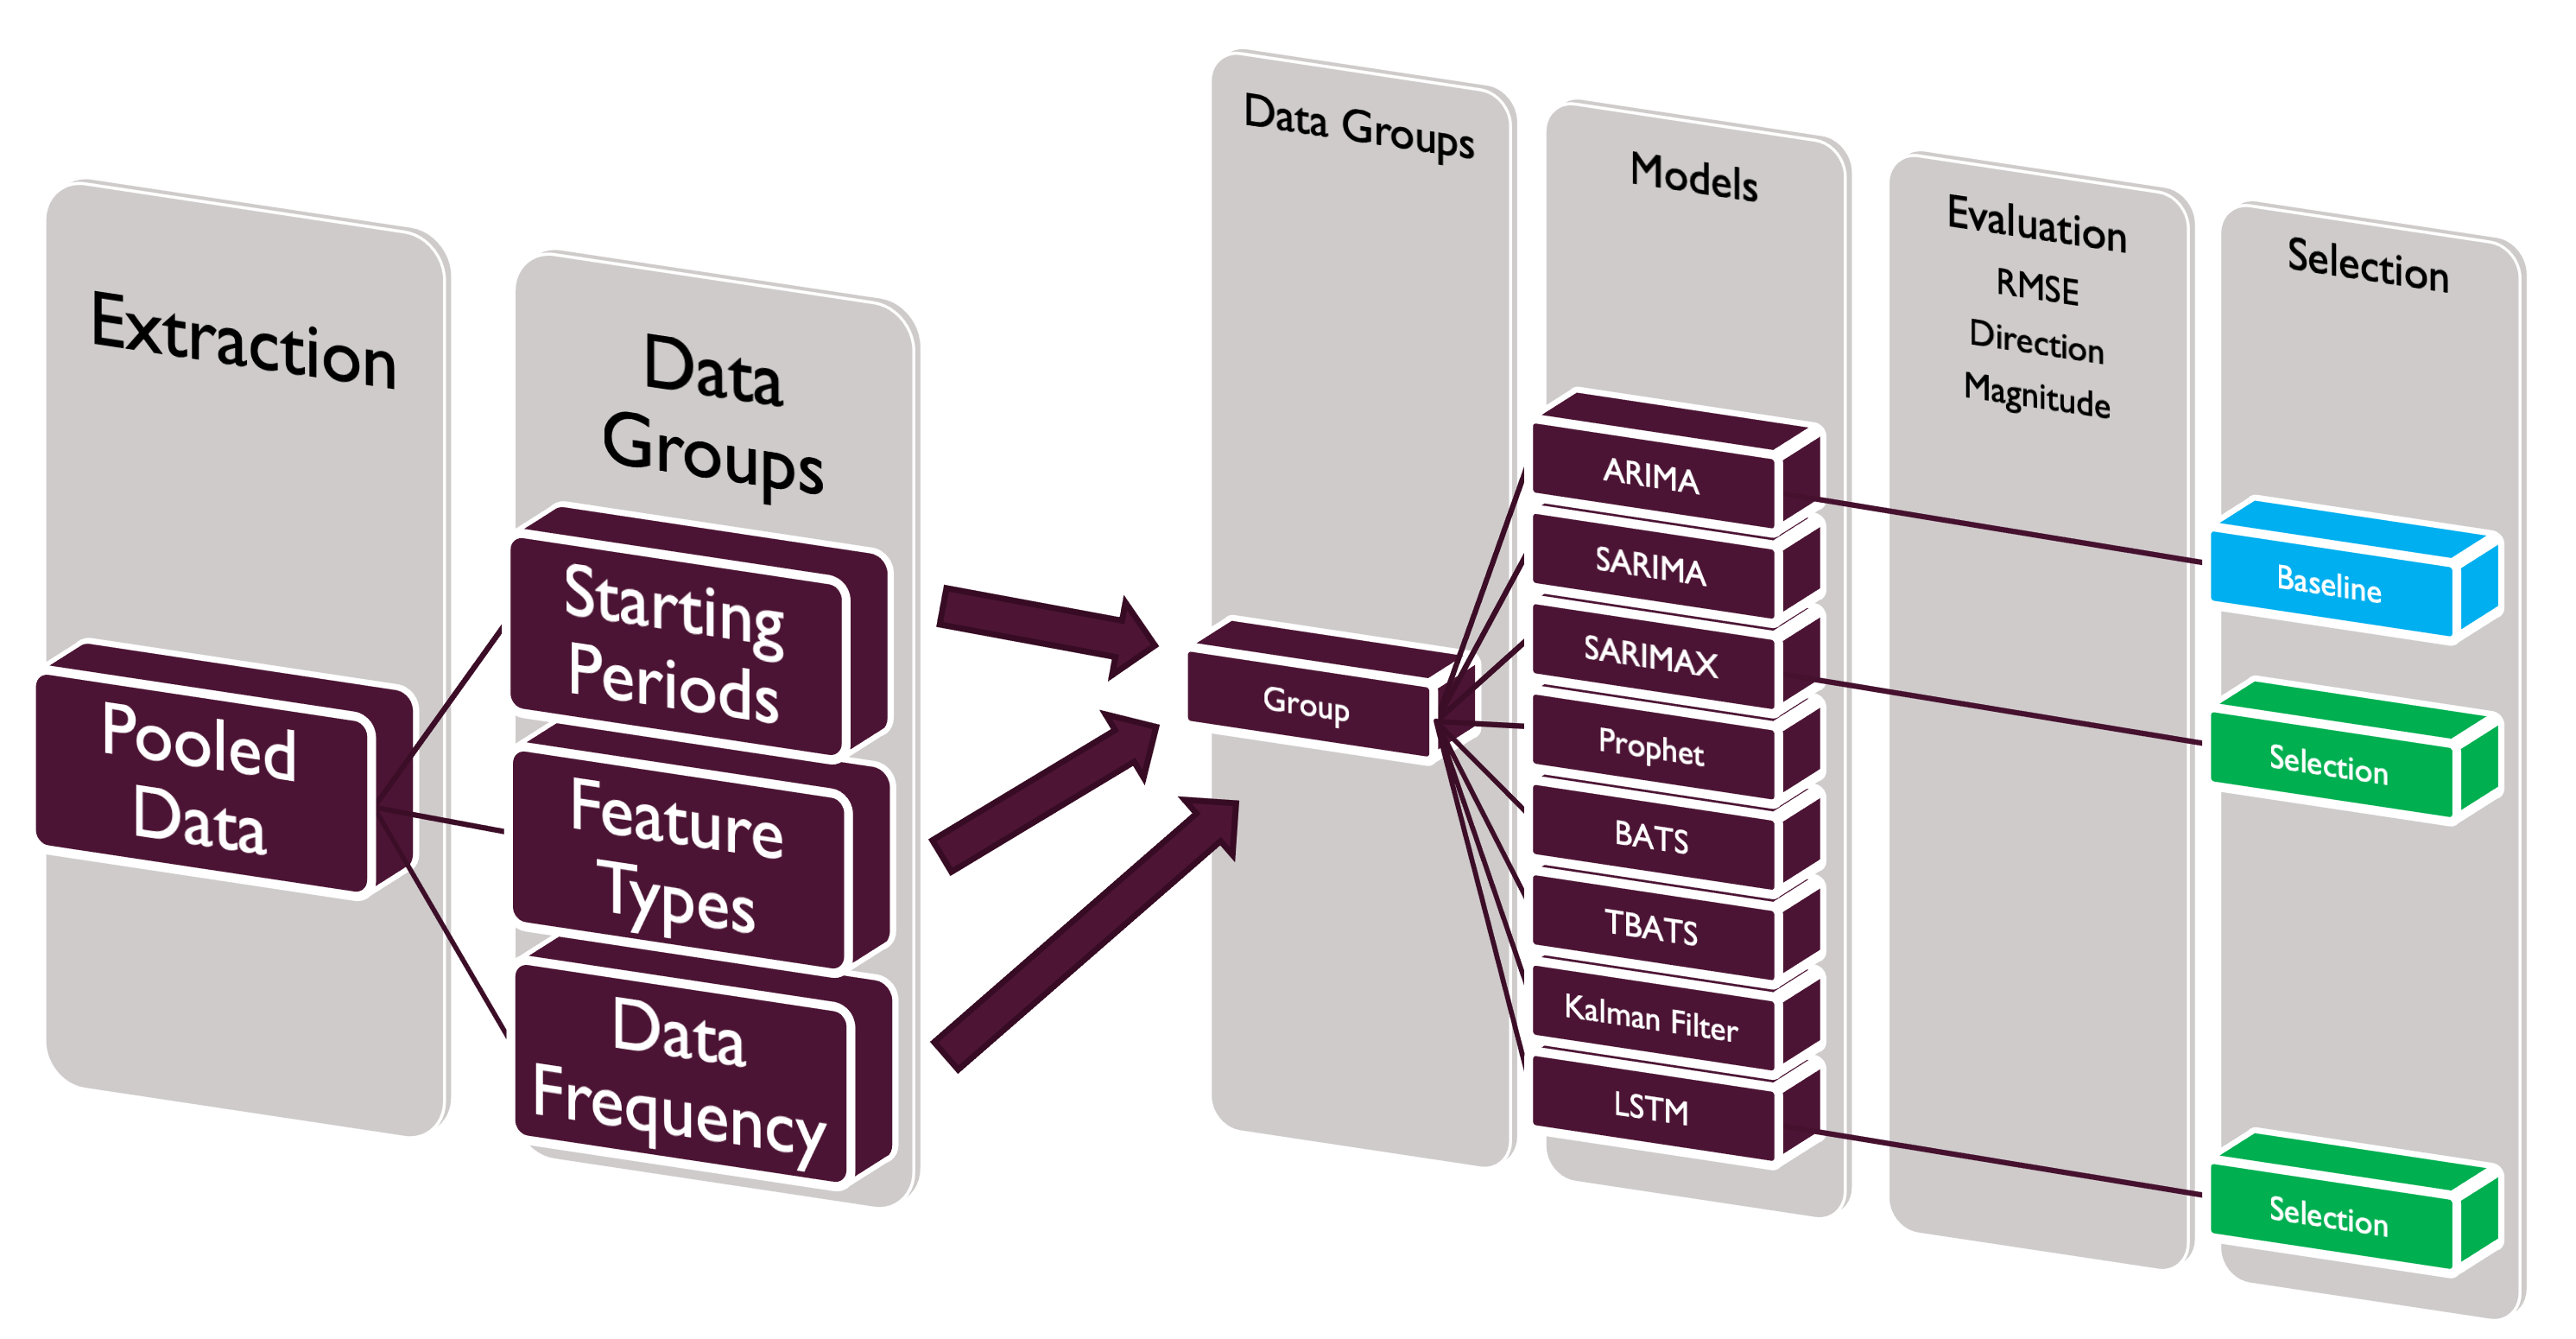 Extraction
Pooled
Data
Data
Groups
Starting
Periods
Feature
Types
Data
Frequency
Data Groups
Group
Models
ARIMA
SARIMA
SARIMAX
Prophet
BATS
TBATS
Kalman Filter
LSTM
Evaluation
RMSE
Direction
Magnitude
Selection
Baseline
Selection
Selection